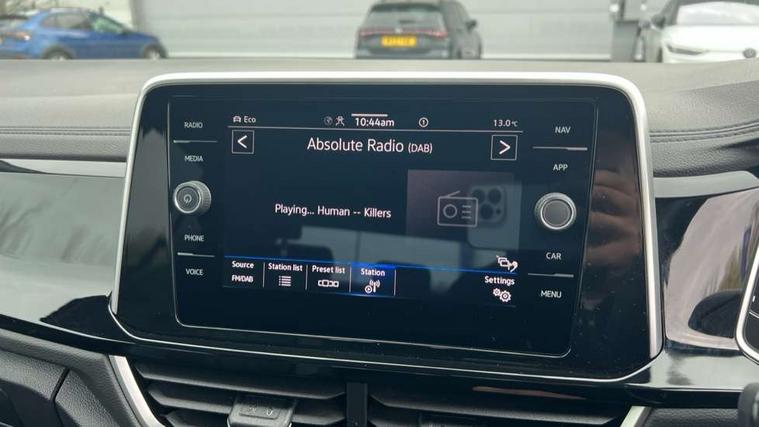 RADIO
MEDIA
PHONE
VOICE
Eco
10:44am
13.0°C
Absolute Radio (DAB)
Playing... Human -- Killers
Source
FM/DAB
Station list
Preset list
Station
Settings
NAV
APP
CAR
MENU